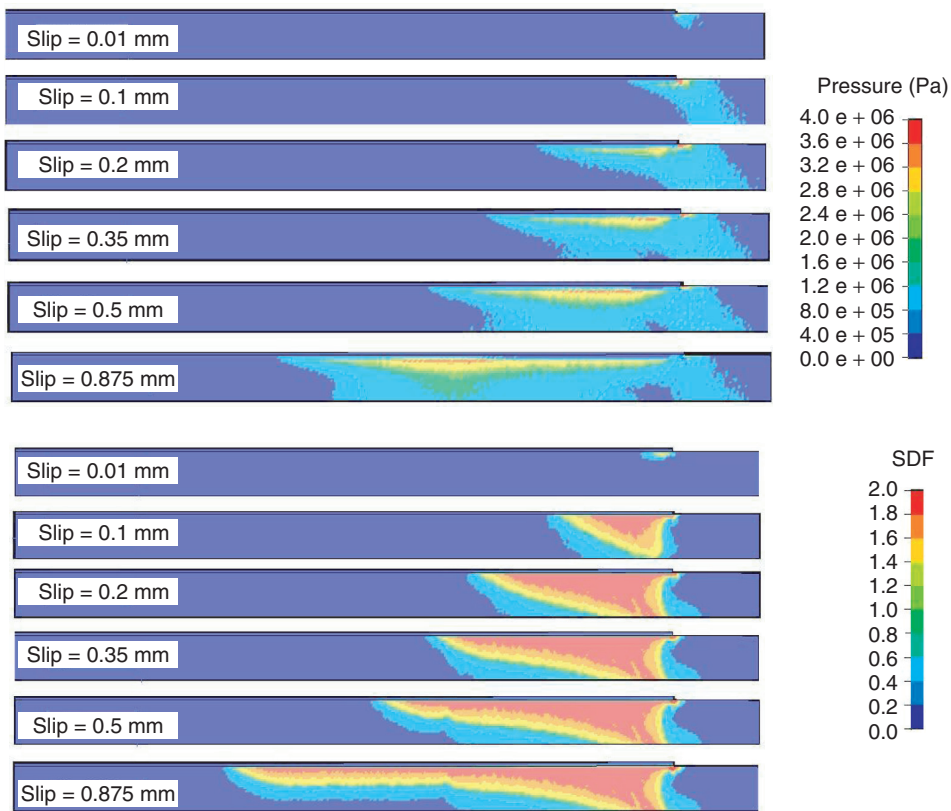 Slip = 0.01 mm
Slip = 0.1 mm
Slip = 0.2 mm
Slip = 0.35 mm
Slip = 0.5 mm
Slip = 0.875 mm
Pressure (Pa)
4.0 e + 06
3.6 e + 06
3.2 e + 06
2.8 e + 06
2.4 e + 06
2.0 e + 06
1.6 e + 06
1.2 e + 06
8.0 e + 05
4.0 e + 05
0.0 e + 00
Slip = 0.01 mm
Slip = 0.1 mm
Slip = 0.2 mm
Slip = 0.35 mm
Slip = 0.5 mm
Slip = 0.875 mm
SDF
2.0
1.8
1.6
1.4
1.2
1.0
0.8
0.6
0.4
0.2
0.0